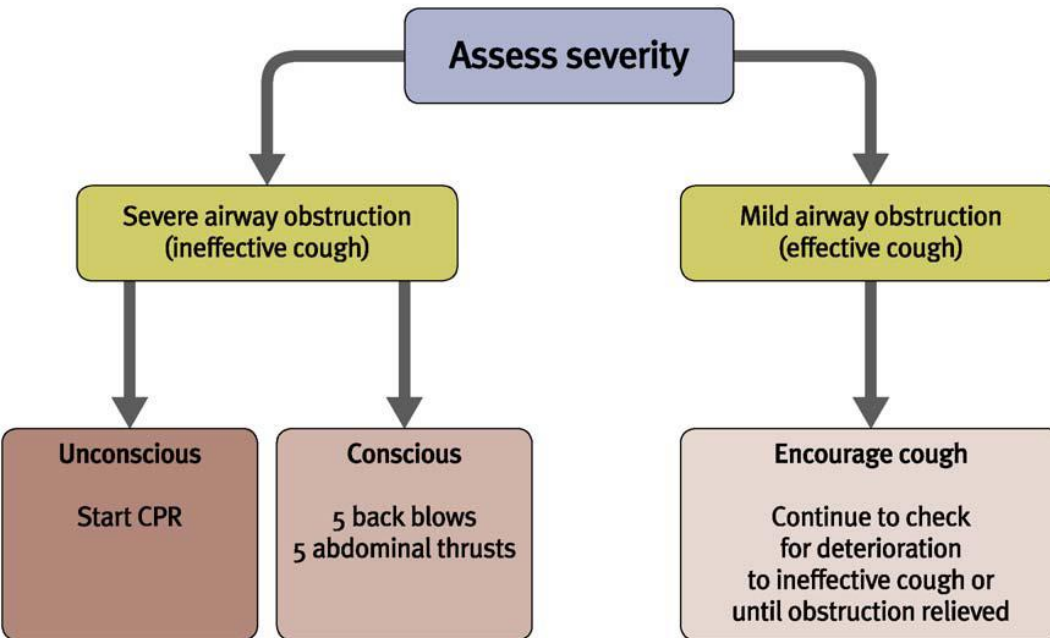 Assess severity
Severe airway obstruction
(ineffective cough)
Mild airway obstruction
(effective cough)
Unconscious
Start CPR
Conscious
5 back blows
5 abdominal thrusts
Encourage cough
Continue to check
for deterioration
to ineffective cough or
until obstruction relieved